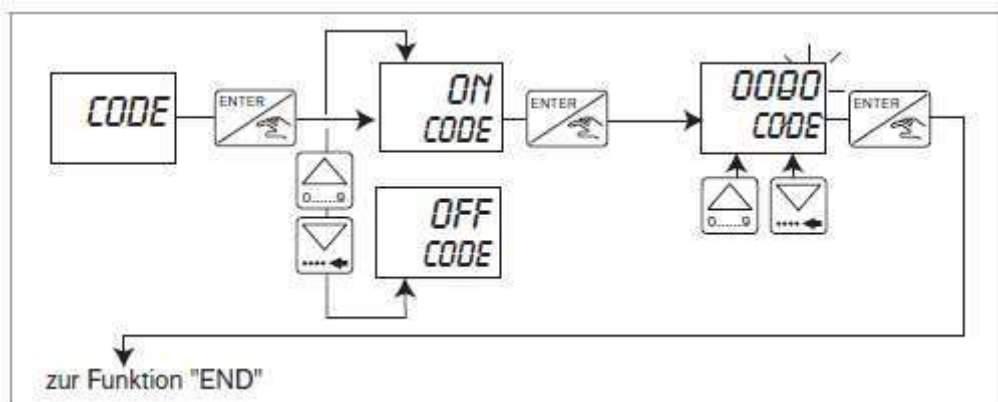 CODE
ENTER
ON
CODE
ENTER
0000
CODE
ENTER
0.....9
OFF
CODE
0.....9
zur Funktion "END"